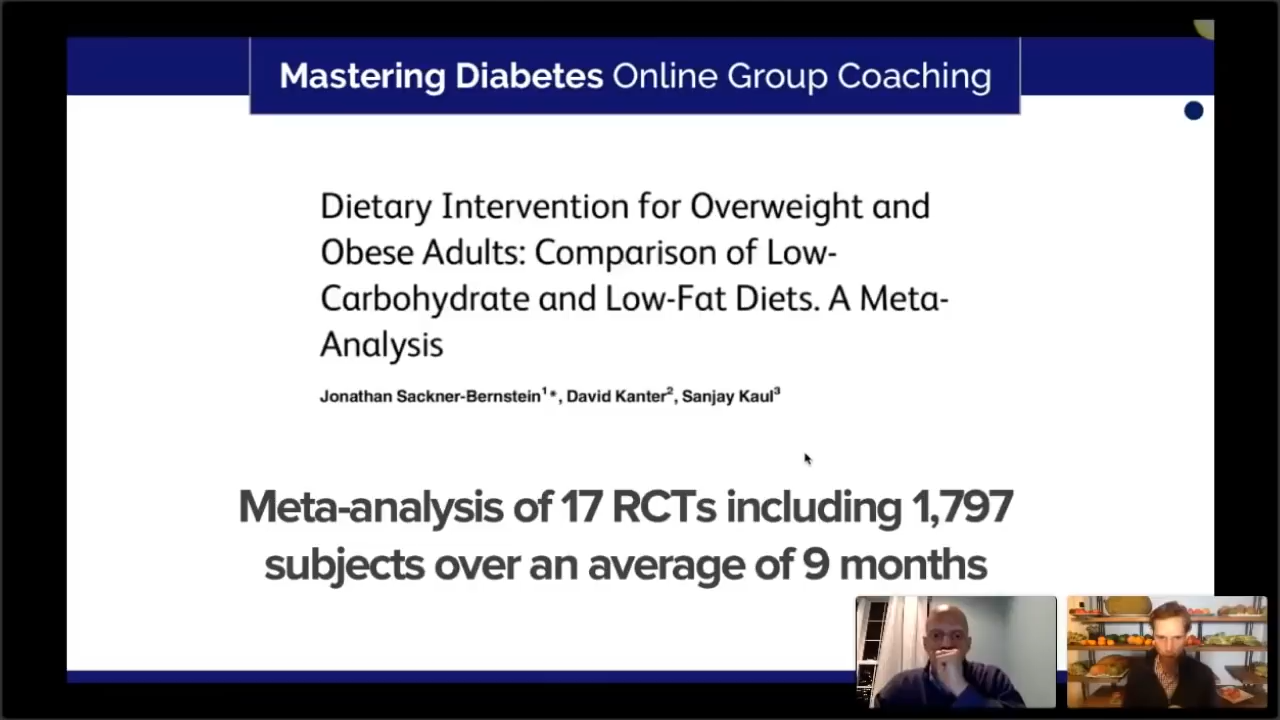 Mastering Diabetes Online Group Coaching
Dietary Intervention for Overweight and
Obese Adults: Comparison of Low-
Carbohydrate and Low-Fat Diets. A Meta-
Analysis
Jonathan Sackner-Bernstein¹*, David Kanter², Sanjay Kaul³
Meta-analysis of 17 RCTs including 1,797
subjects over an average of 9 months